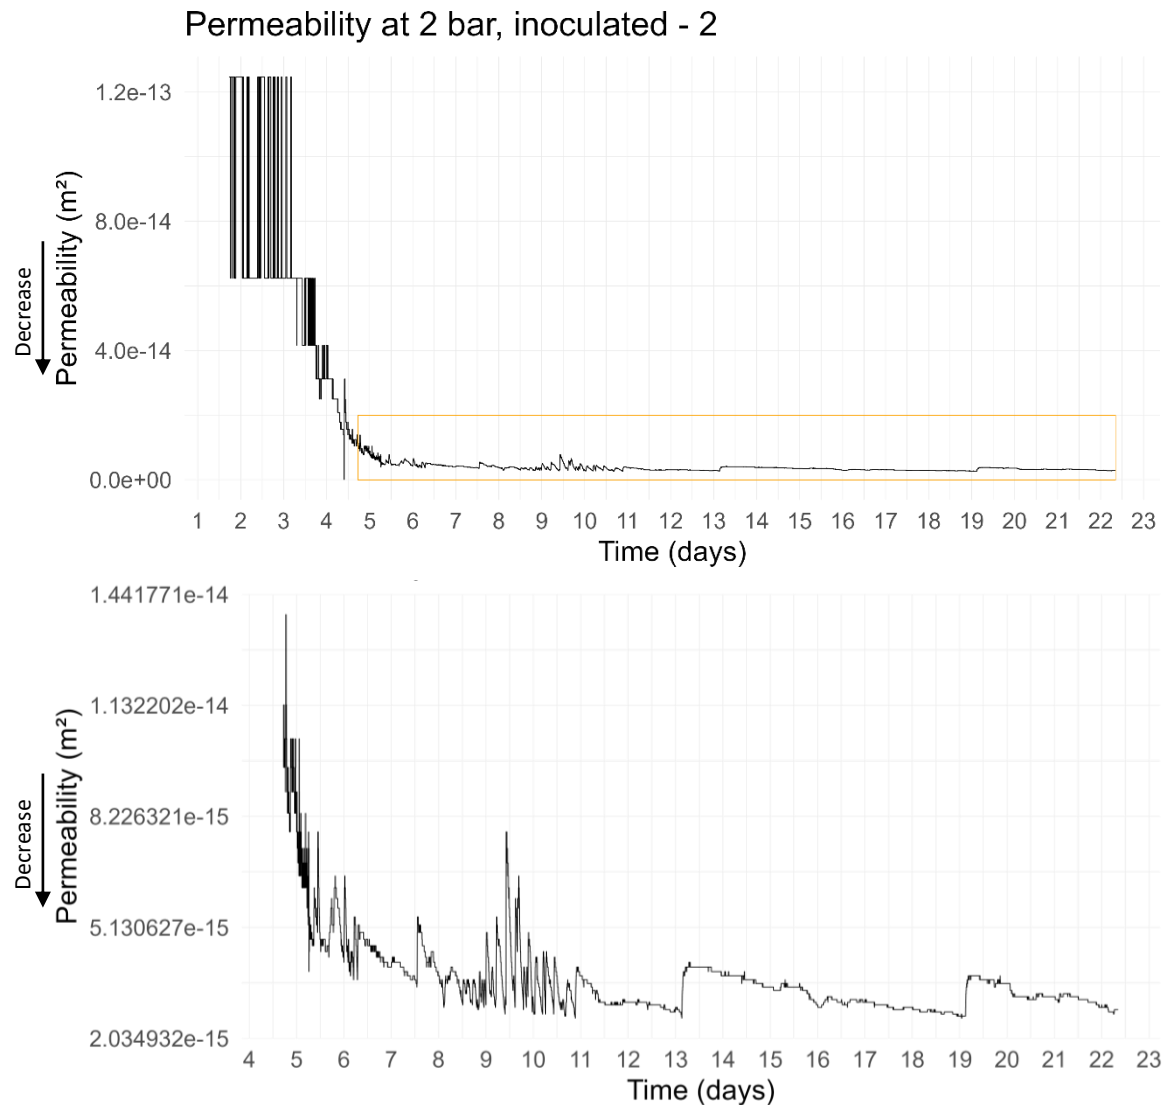 Permeability at 2 bar, inoculated - 2
1.2e-13
8.0e-14
4.0e-14
0.0e+00
Decrease
Permeability (m²)
1 2 3 4 5 6 7 8 9 10 11 12 13 14 15 16 17 18 19 20 21 22 23
Time (days)
1.441771e-14
1.132202e-14
8.226321e-15
5.130627e-15
2.034932e-15
Decrease
Permeability (m²)
4 5 6 7 8 9 10 11 12 13 14 15 16 17 18 19 20 21 22 23
Time (days)